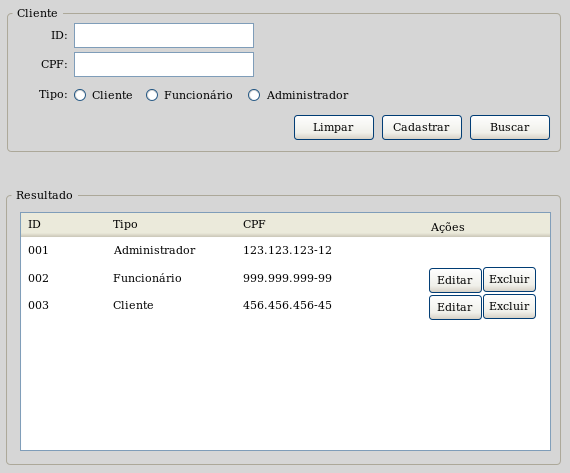 Cliente
ID:
CPF:
Tipo: Cliente Funcionário Administrador
Limpar Cadastrar Buscar
Resultado
ID Tipo CPF Ações
001 Administrador 123.123.123-12
002 Funcionário 999.999.999-99 Editar Excluir
003 Cliente 456.456.456-45 Editar Excluir